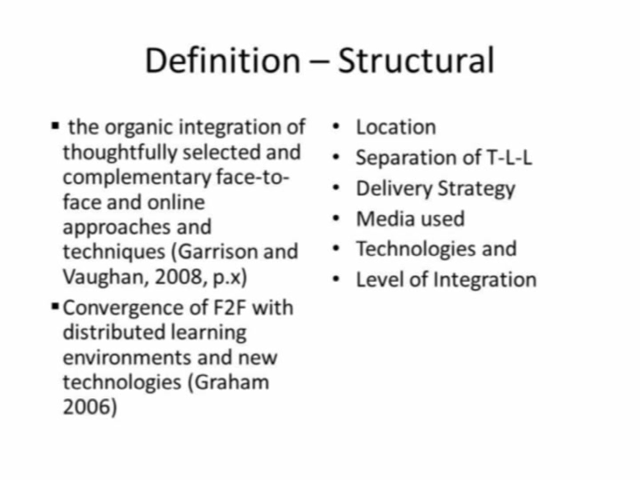 Definition – Structural
▪ the organic integration of
thoughtfully selected and
complementary face-to-
face and online
approaches and
techniques (Garrison and
Vaughan, 2008, p.x)
▪ Convergence of F2F with
distributed learning
environments and new
technologies (Graham
2006)
• Location
• Separation of T-L-L
• Delivery Strategy
• Media used
• Technologies and
• Level of Integration